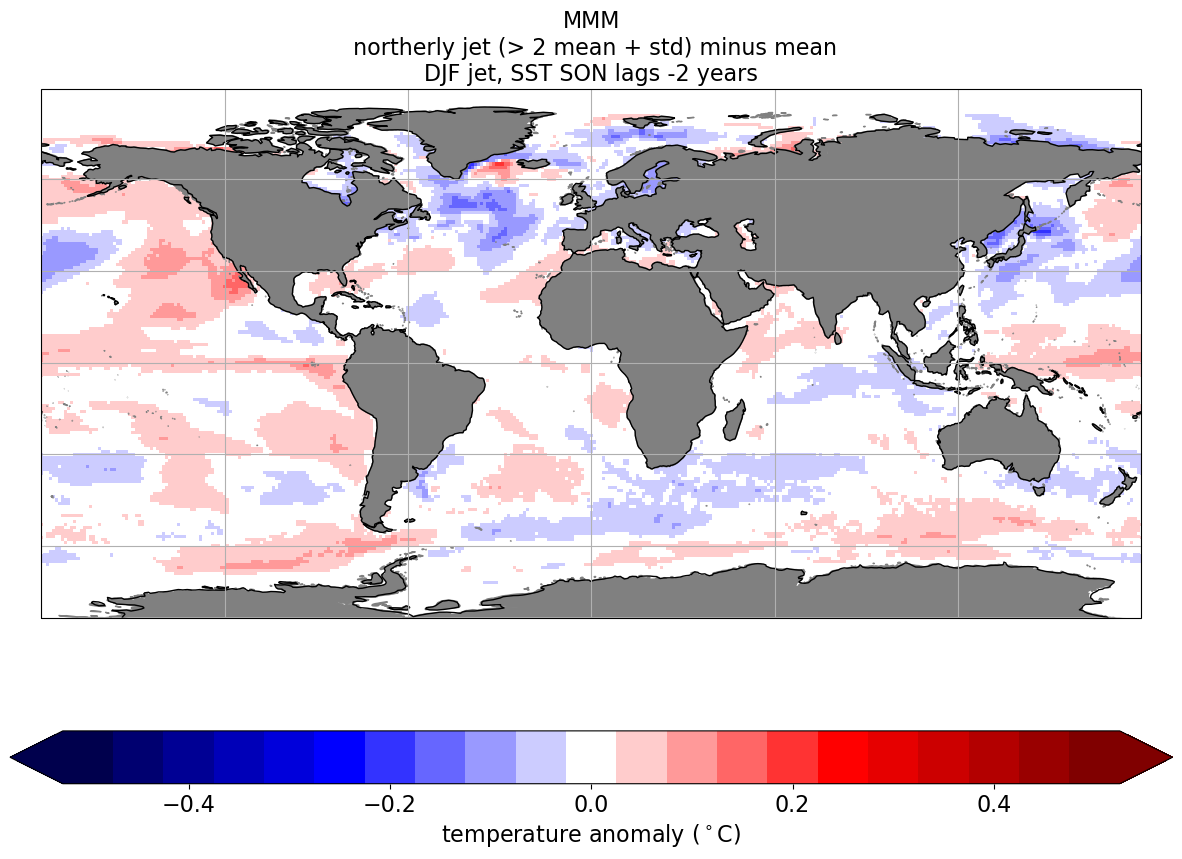 MMM
northerly jet (> 2 mean + std) minus mean
DJF jet, SST SON lags -2 years
−0.4 −0.2 0.0 0.2 0.4
temperature anomaly (°C)